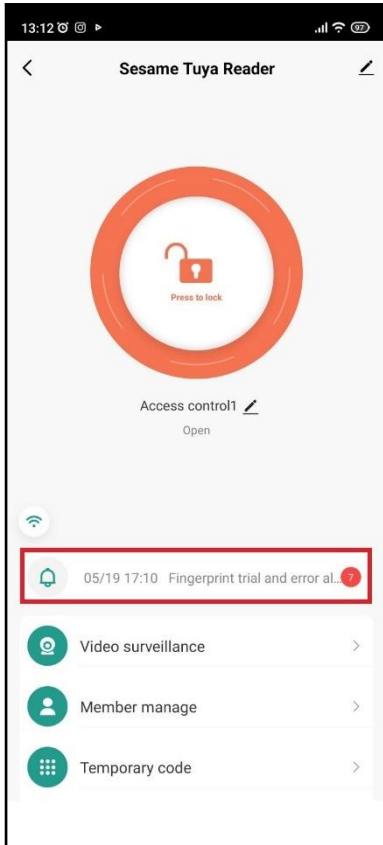 13:12 97
Sesame Tuya Reader
Press to lock
Access control1
Open
05/19 17:10 Fingerprint trial and error al... 7
Video surveillance
Member manage
Temporary code